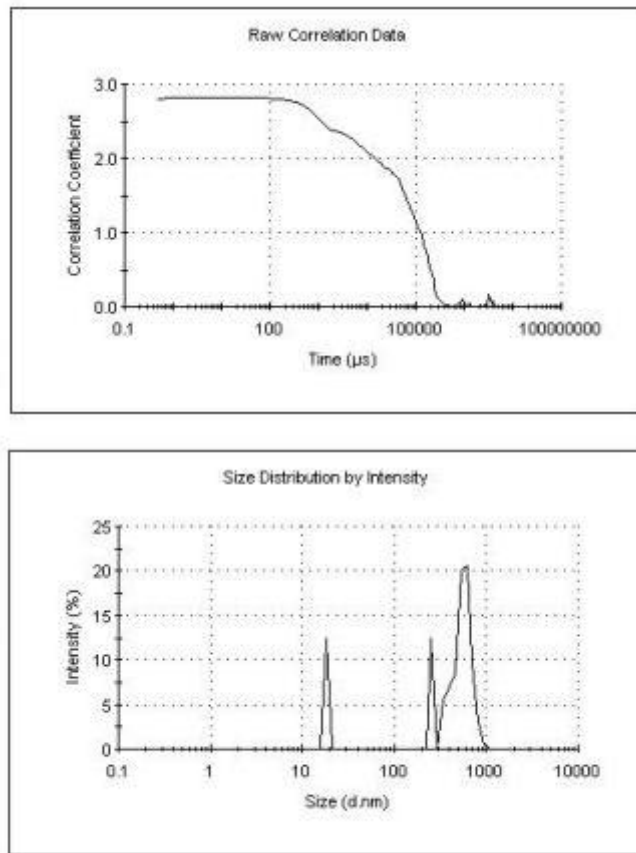 Raw Correlation Data
Correlation Coefficient
3.0
2.0
1.0
0.0
0.1 100 100000 100000000
Time (µs)
Size Distribution by Intensity
Intensity (%)
25
20
15
10
5
0
0.1 1 10 100 1000 10000
Size (d.nm)